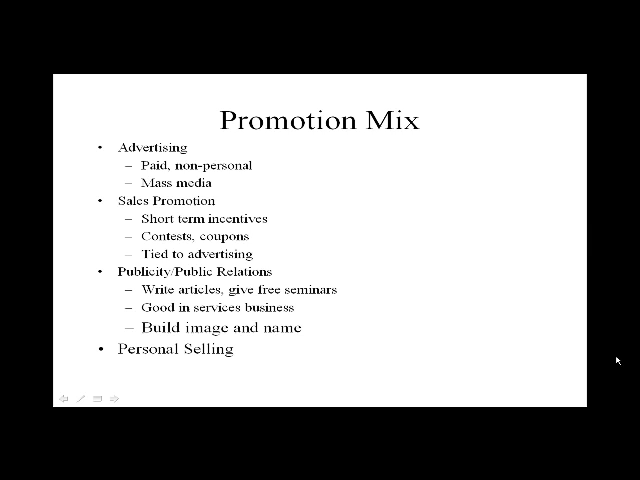 Promotion Mix
• Advertising
– Paid, non-personal
– Mass media
• Sales Promotion
– Short term incentives
– Contests, coupons
– Tied to advertising
• Publicity/Public Relations
– Write articles, give free seminars
– Good in services business
– Build image and name
• Personal Selling